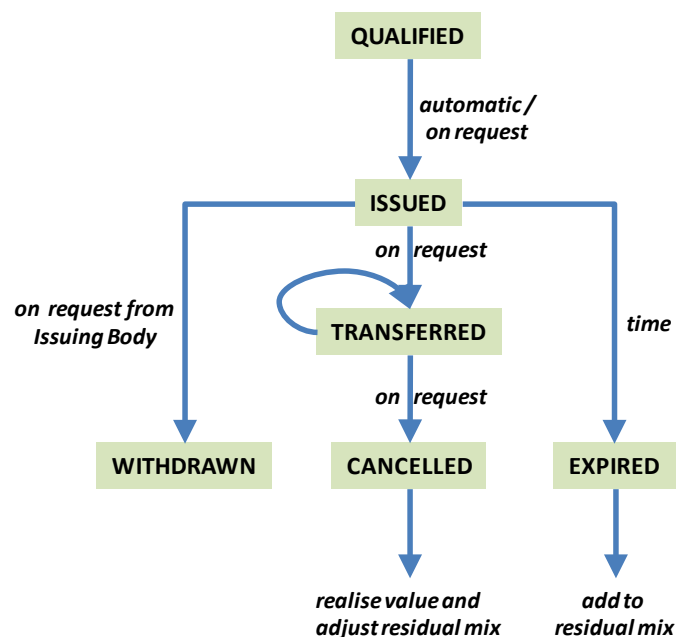 QUALIFIED
automatic /
on request
ISSUED
on request
on request from
Issuing Body
TRANSFERRED
time
on request
WITHDRAWN
CANCELLED
EXPIRED
realise value and
adjust residual mix
add to
residual mix